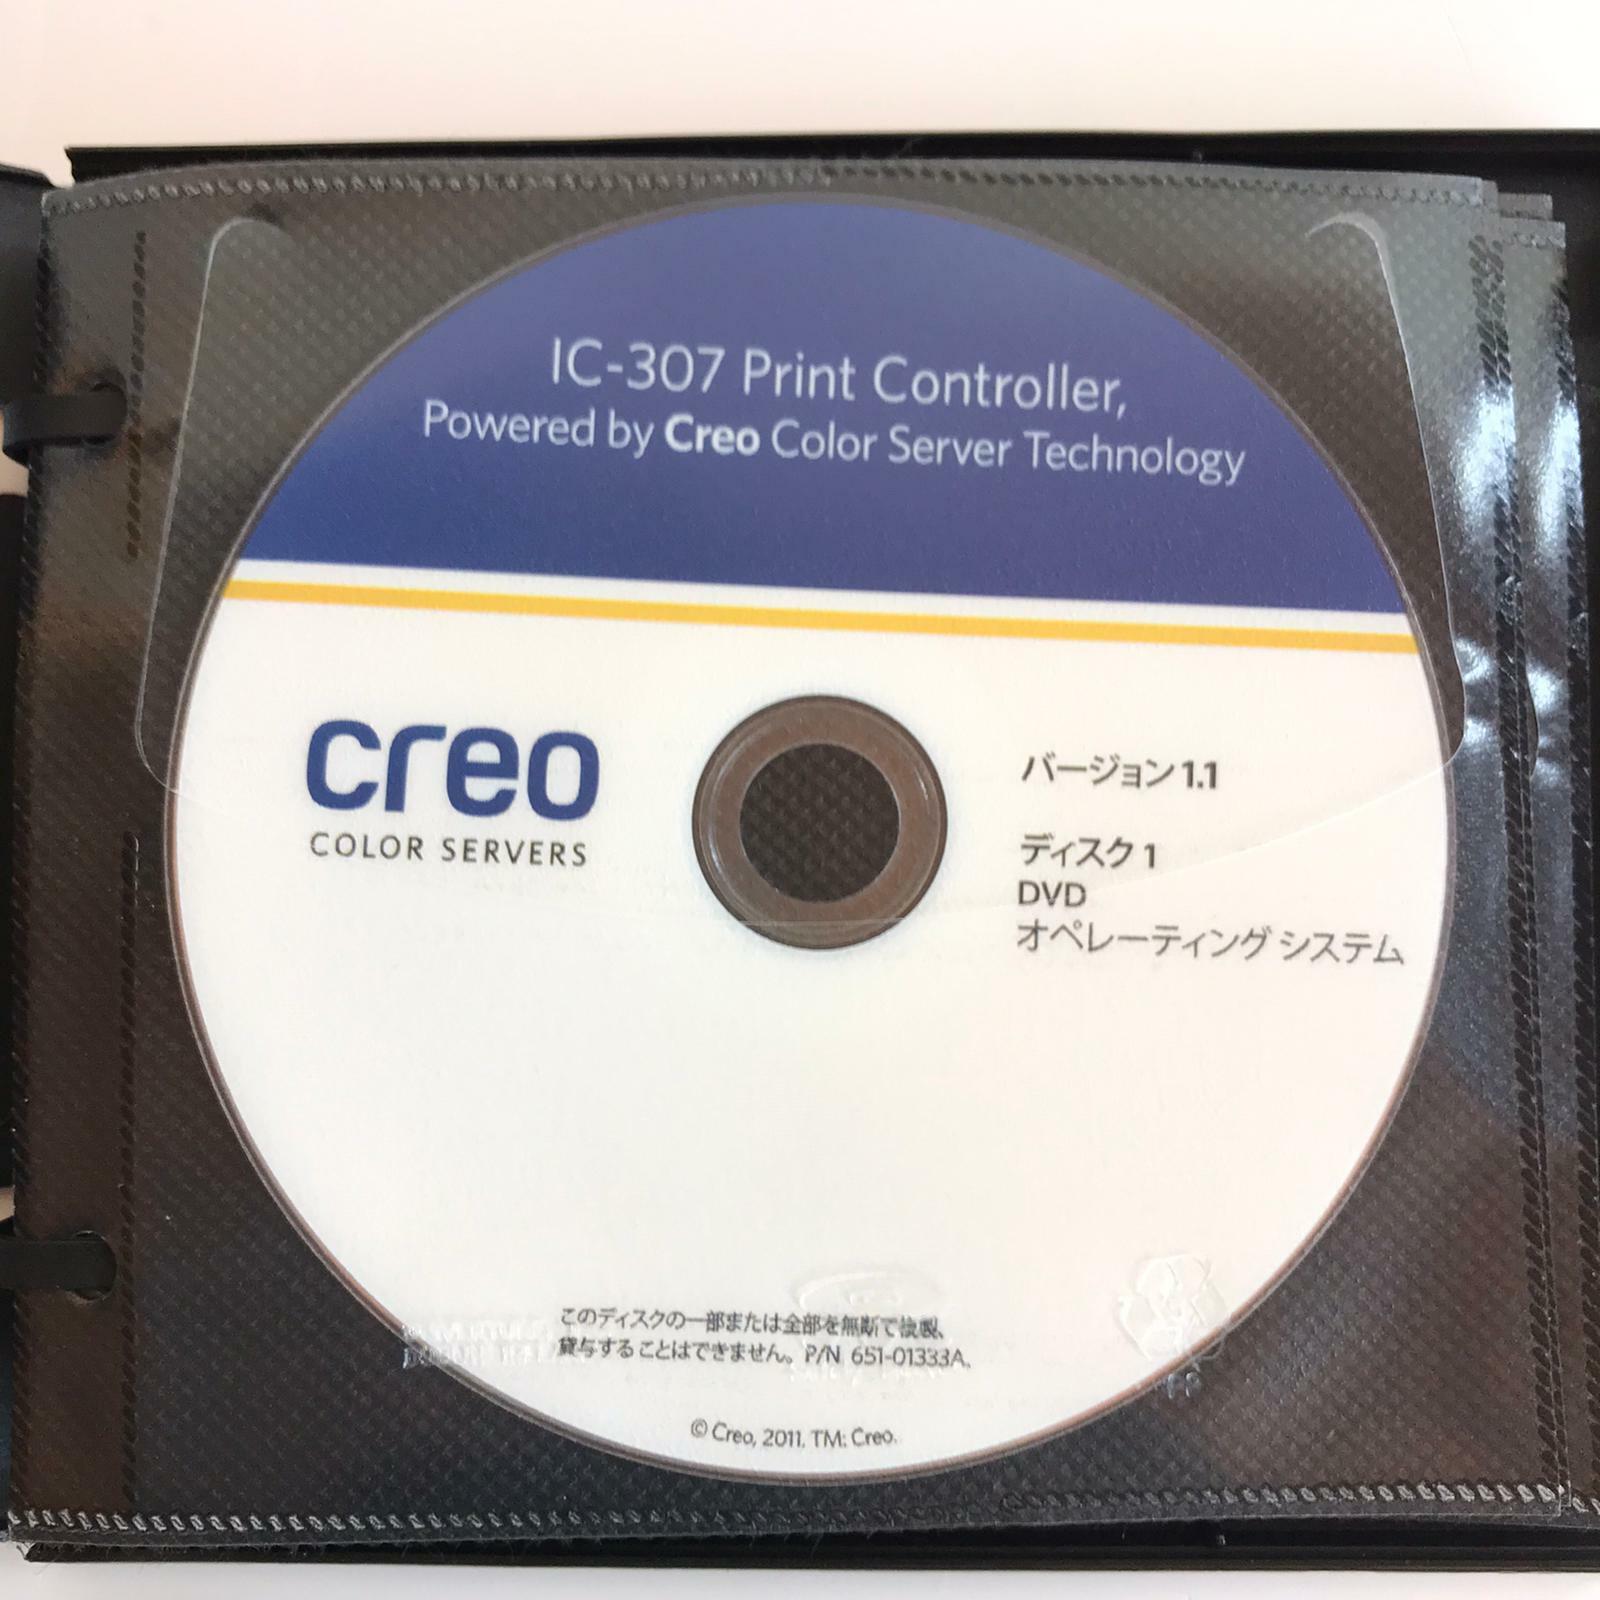 IC-307 Print Controller,
Powered by Creo Color Server Technology
creo
COLOR SERVERS
バージョン1.1
ディスク 1
DVD
オペレーティング システム
このディスクの一部または全部を無断で複製、
貸与することはできません。P/N 651-01333A.
© Creo, 2011. TM: Creo.